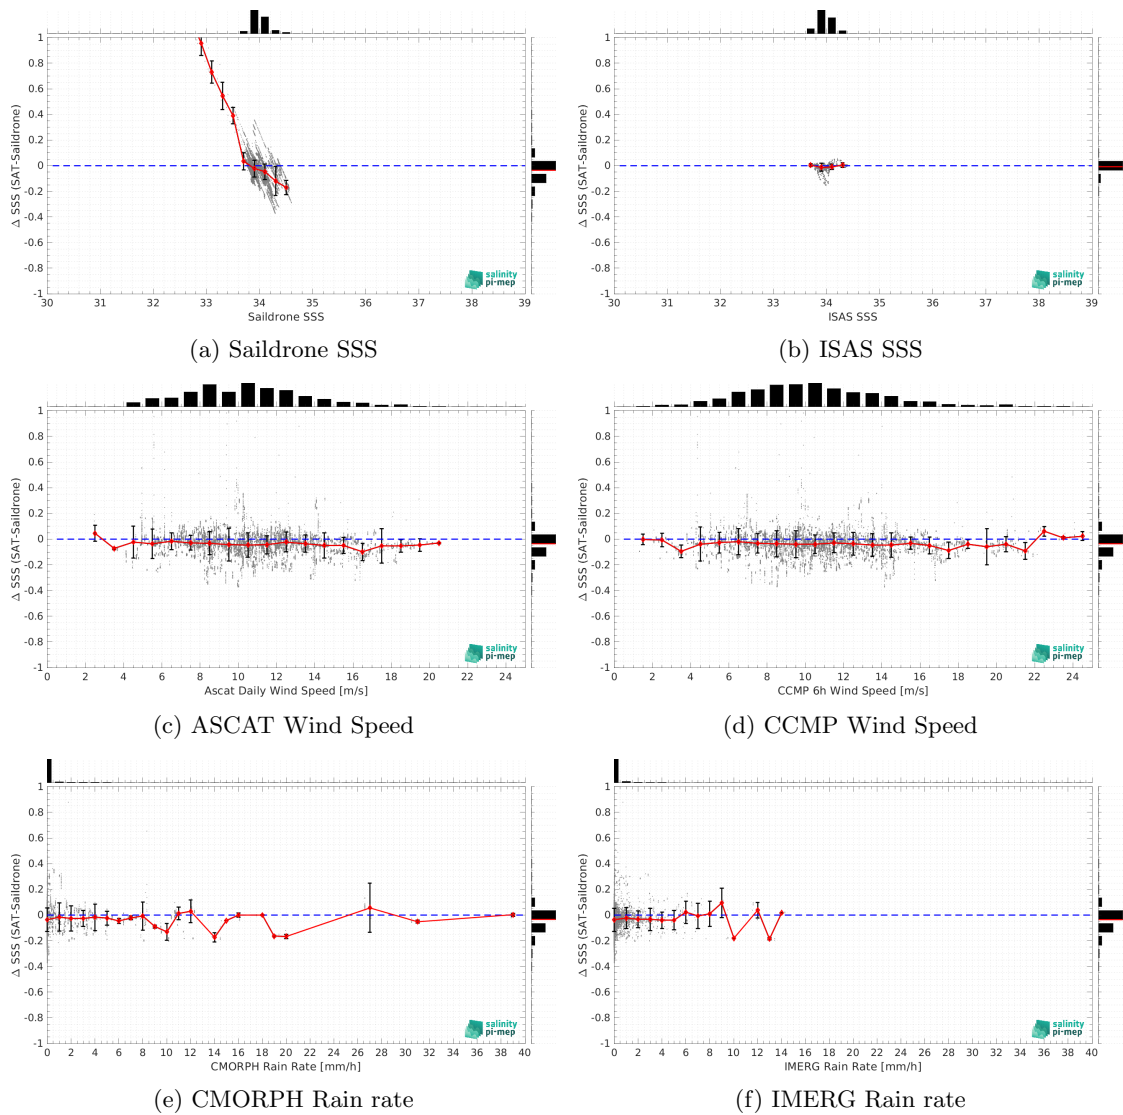 1
0.8
0.6
0.4
0.2
0
-0.2
-0.4
-0.6
-0.8
-1
Δ SSS (SAT-Saildrone)
30 31 32 33 34 35 36 37 38 39
Saildrone SSS
salinity
pi-mep
(a) Saildrone SSS
1
0.8
0.6
0.4
0.2
0
-0.2
-0.4
-0.6
-0.8
-1
Δ SSS (SAT-Saildrone)
30 31 32 33 34 35 36 37 38 39
ISAS SSS
salinity
pi-mep
(b) ISAS SSS
1
0.8
0.6
0.4
0.2
0
-0.2
-0.4
-0.6
-0.8
-1
Δ SSS (SAT-Saildrone)
0 2 4 6 8 10 12 14 16 18 20 22 24
Ascat Daily Wind Speed [m/s]
salinity
pi-mep
(c) ASCAT Wind Speed
1
0.8
0.6
0.4
0.2
0
-0.2
-0.4
-0.6
-0.8
-1
Δ SSS (SAT-Saildrone)
0 2 4 6 8 10 12 14 16 18 20 22 24
CCMP 6h Wind Speed [m/s]
salinity
pi-mep
(d) CCMP Wind Speed
1
0.8
0.6
0.4
0.2
0
-0.2
-0.4
-0.6
-0.8
-1
Δ SSS (SAT-Saildrone)
0 2 4 6 8 10 12 14 16 18 20 22 24 26 28 30 32 34 36 38 40
CMORPH Rain Rate [mm/h]
salinity
pi-mep
(e) CMORPH Rain rate
1
0.8
0.6
0.4
0.2
0
-0.2
-0.4
-0.6
-0.8
-1
Δ SSS (SAT-Saildrone)
0 2 4 6 8 10 12 14 16 18 20 22 24 26 28 30 32 34 36 38 40
IMERG Rain Rate [mm/h]
salinity
pi-mep
(f) IMERG Rain rate